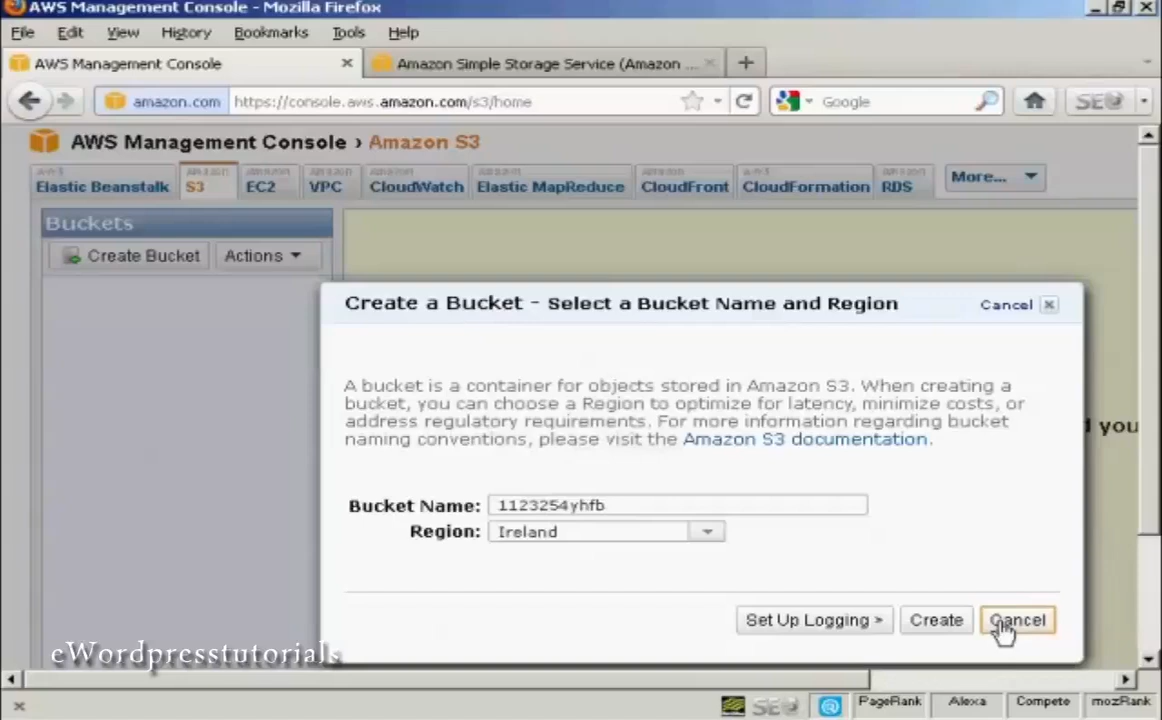 AWS Management Console - Mozilla Firefox
File Edit View History Bookmarks Tools Help
AWS Management Console Amazon Simple Storage Service (Amazon ...
amazon.com https://console.aws.amazon.com/s3/home Google SEO
AWS Management Console › Amazon S3
Elastic Beanstalk S3 EC2 VPC CloudWatch Elastic MapReduce CloudFront CloudFormation RDS More...
Buckets
Create Bucket Actions
Create a Bucket - Select a Bucket Name and Region Cancel
A bucket is a container for objects stored in Amazon S3. When creating a
bucket, you can choose a Region to optimize for latency, minimize costs, or
address regulatory requirements. For more information regarding bucket
naming conventions, please visit the Amazon S3 documentation.
you
Bucket Name: 1123254yhfb
Region: Ireland
Set Up Logging > Create Cancel
eWordpresstutorials
SEO PageRank Alexa Compete mozRank